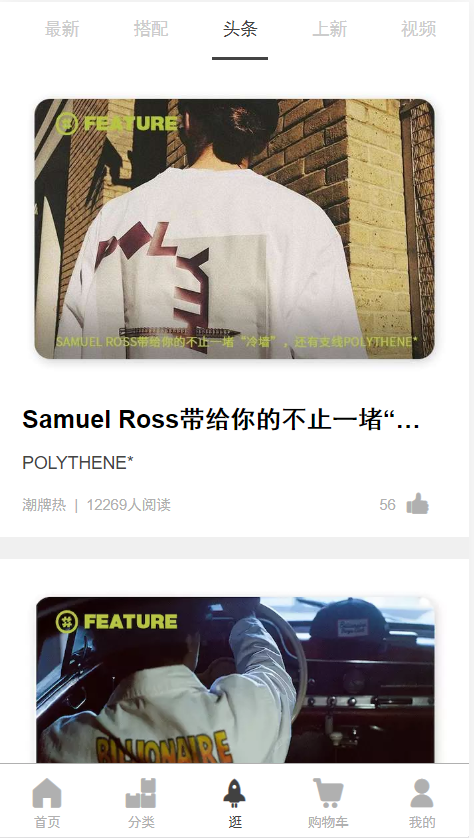 最新 搭配 头条 上新 视频
FEATURE
POLY
SAMUEL ROSS带给你的不止一堵“冷墙”，还有支线POLYTHENE*
Samuel Ross带给你的不止一堵“…
POLYTHENE*
潮牌热 | 12269人阅读 56
FEATURE
BILLIONAIRE
首页 分类 逛 购物车 我的